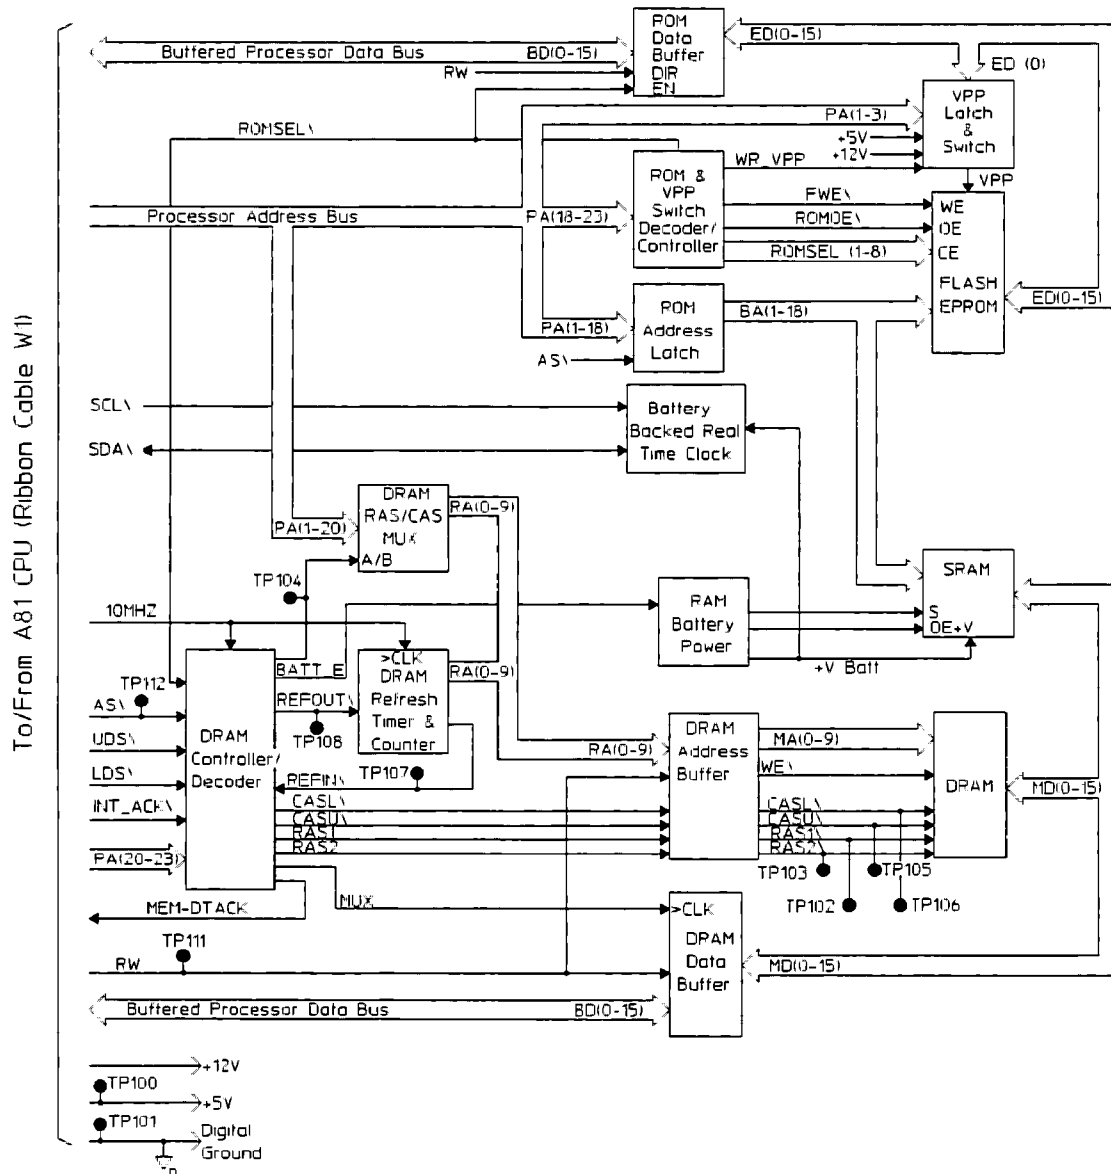 To/From A81 CPU (Ribbon Cable W1)
Buffered Processor Data Bus
BD(0-15)
RW
ROM
Data
Buffer
DIR
EN
ED(0-15)
ED (0)
ROMSEL\
PA(1-3)
+5V
+12V
VPP
Latch
&
Switch
WR_VPP
VPP
Processor Address Bus
PA(18-23)
ROM &
VPP
Switch
Decoder/
Controller
FWE\
ROMOE\
ROMSEL (1-8)
WE
OE
CE
FLASH
EPROM
ED(0-15)
PA(1-18)
AS\
ROM
Address
Latch
BA(1-18)
SCL\
SDA\
Battery
Backed Real
Time Clock
PA(1-20)
DRAM
RAS/CAS
MUX
A/B
RA(0-9)
TP104
10MHZ
BATT_E
RAM
Battery
Power
SRAM
S
OE+V
+V Batt
>CLK
DRAM
Refresh
Timer &
Counter
RA(0-9)
TP112
AS\
UDS\
LDS\
INT_ACK\
PA(20-23)
DRAM
Controller/
Decoder
REFOUT\
TP108
REFIN\
TP107
CASL\
CASU\
RAS1
RAS2
RA(0-9)
DRAM
Address
Buffer
MA(0-9)
WE\
CASL\
CASU\
RAS1\
RAS2\
DRAM
MD(0-15)
TP103
TP105
TP102
TP106
MEM-DTACK
MUX
TP111
RW
>CLK
DRAM
Data
Buffer
MD(0-15)
Buffered Processor Data Bus
BD(0-15)
+12V
TP100
+5V
TP101
Digital
Ground